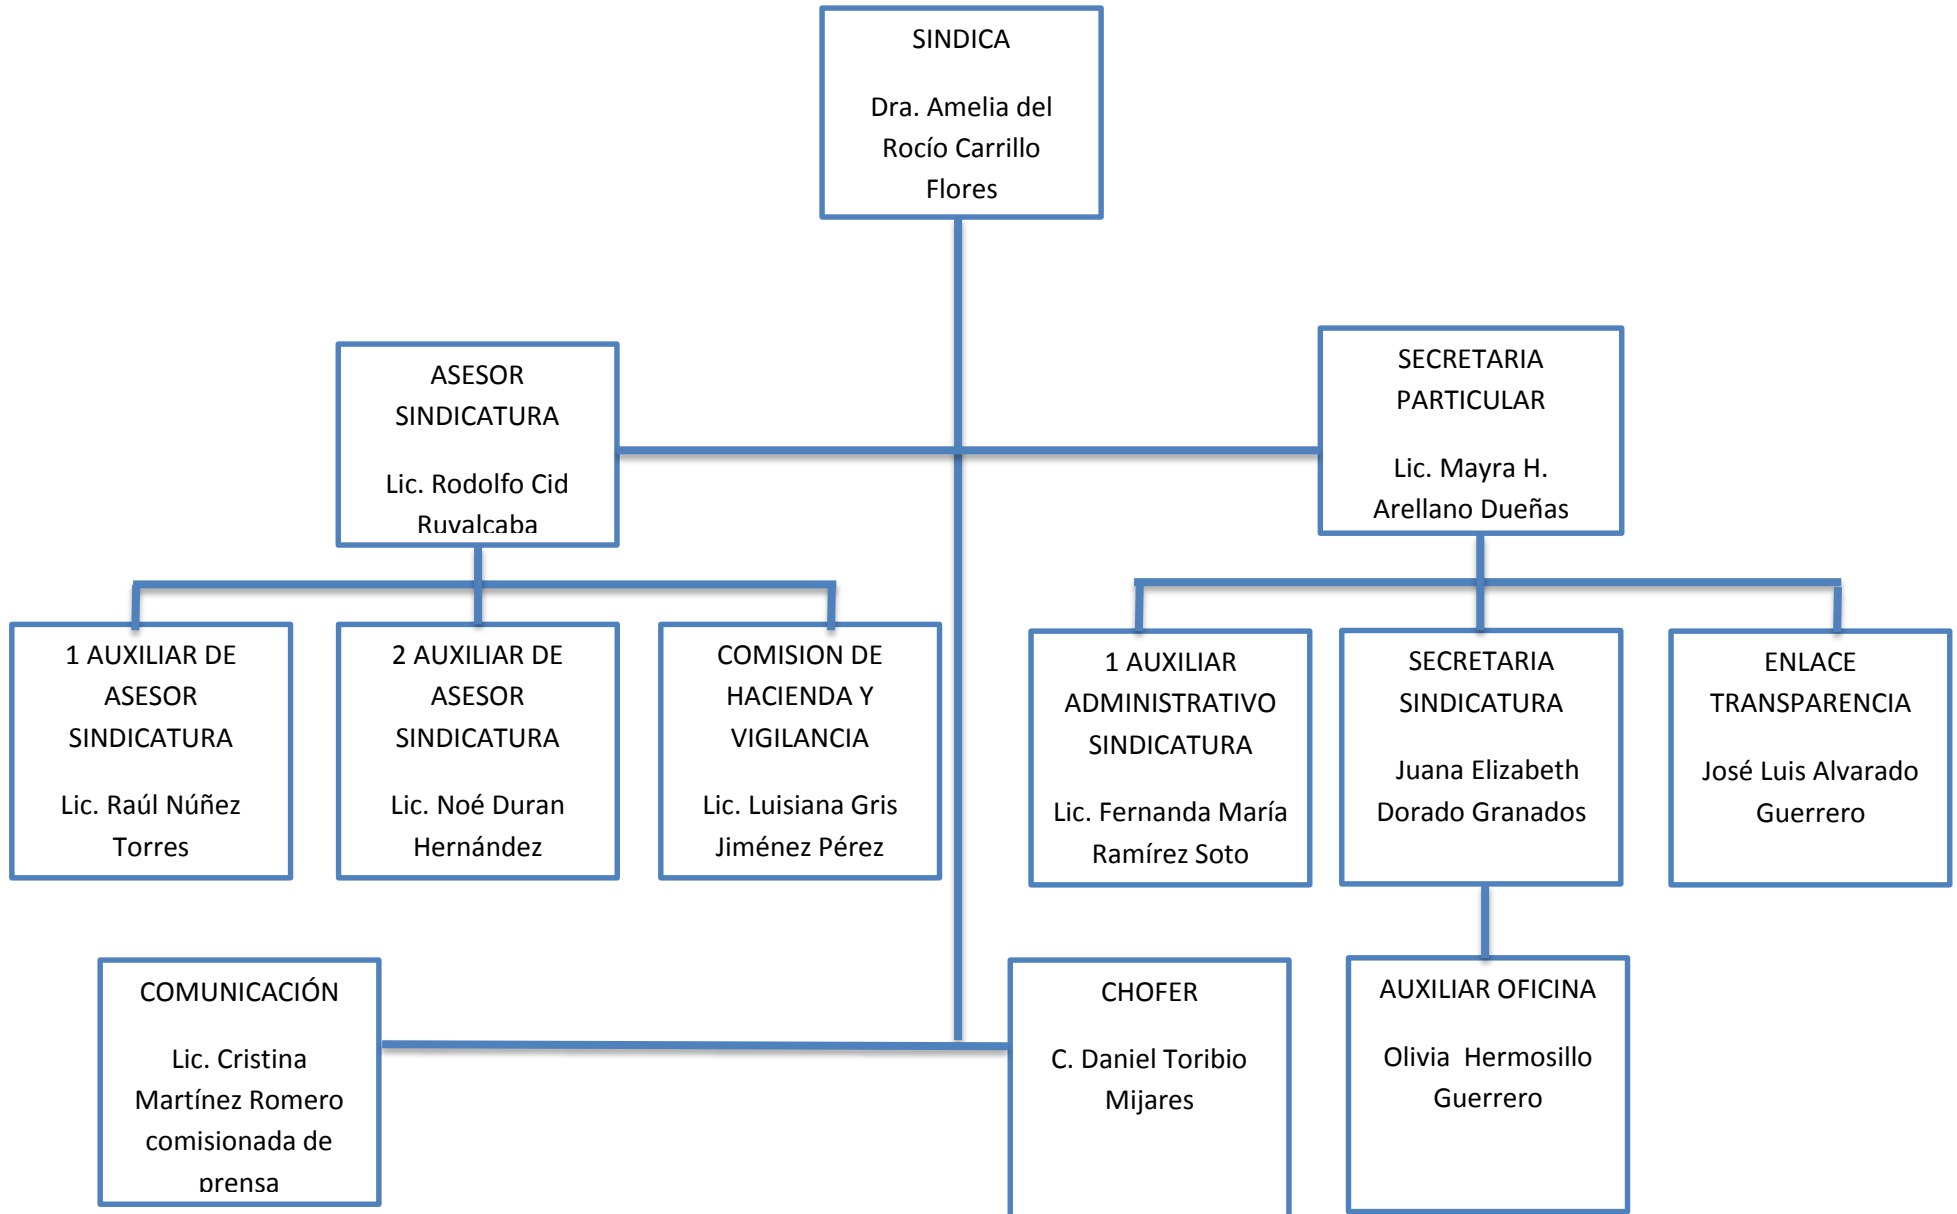 SINDICA
Dra. Amelia del
Rocío Carrillo
Flores
ASESOR
SINDICATURA
Lic. Rodolfo Cid
Ruvalcaba
SECRETARIA
PARTICULAR
Lic. Mayra H.
Arellano Dueñas
1 AUXILIAR DE
ASESOR
SINDICATURA
Lic. Raúl Núñez
Torres
2 AUXILIAR DE
ASESOR
SINDICATURA
Lic. Noé Duran
Hernández
COMISION DE
HACIENDA Y
VIGILANCIA
Lic. Luisiana Gris
Jiménez Pérez
1 AUXILIAR
ADMINISTRATIVO
SINDICATURA
Lic. Fernanda María
Ramírez Soto
SECRETARIA
SINDICATURA
Juana Elizabeth
Dorado Granados
ENLACE
TRANSPARENCIA
José Luis Alvarado
Guerrero
COMUNICACIÓN
Lic. Cristina
Martínez Romero
comisionada de
prensa
CHOFER
C. Daniel Toribio
Mijares
AUXILIAR OFICINA
Olivia  Hermosillo
Guerrero